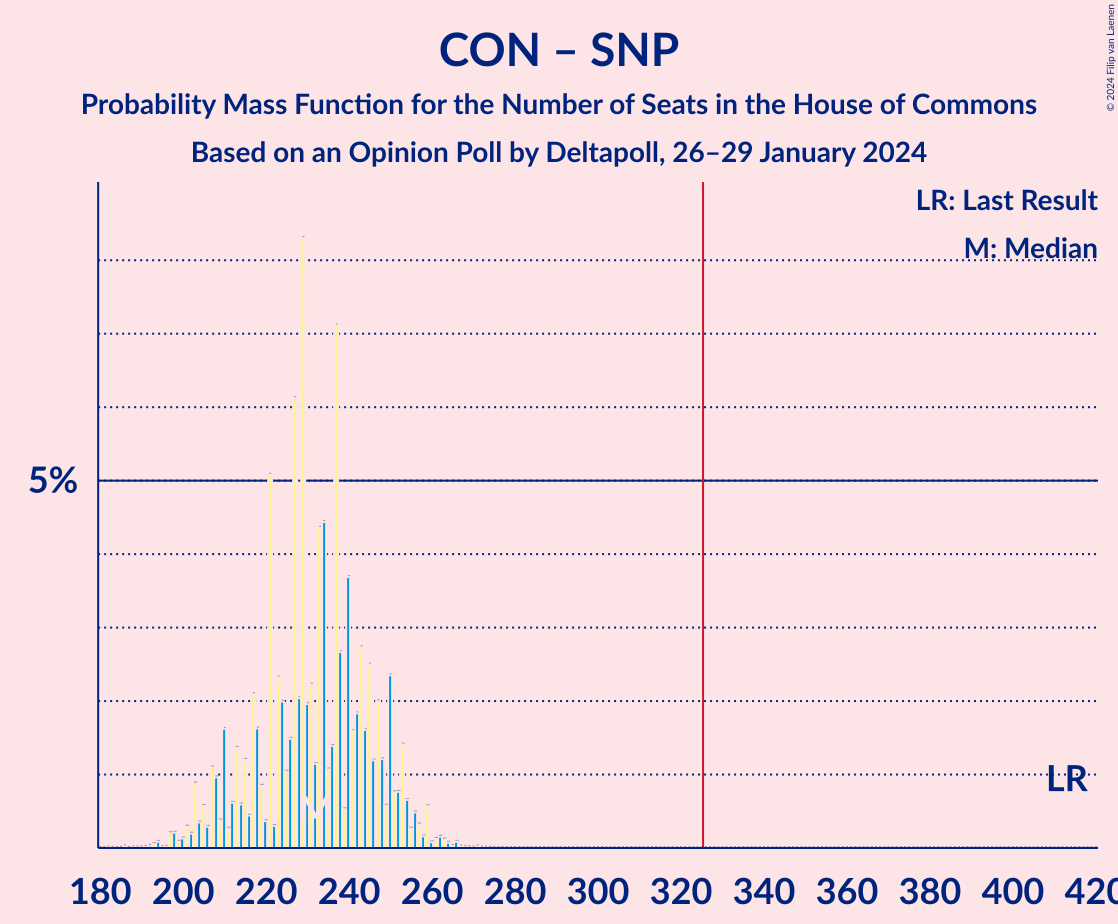 CON – SNP
Probability Mass Function for the Number of Seats in the House of Commons
Based on an Opinion Poll by Deltapoll, 26–29 January 2024
© 2024 Filip van Laenen
LR: Last Result
M: Median
5%
LR
M
180 200 220 240 260 280 300 320 340 360 380 400 420